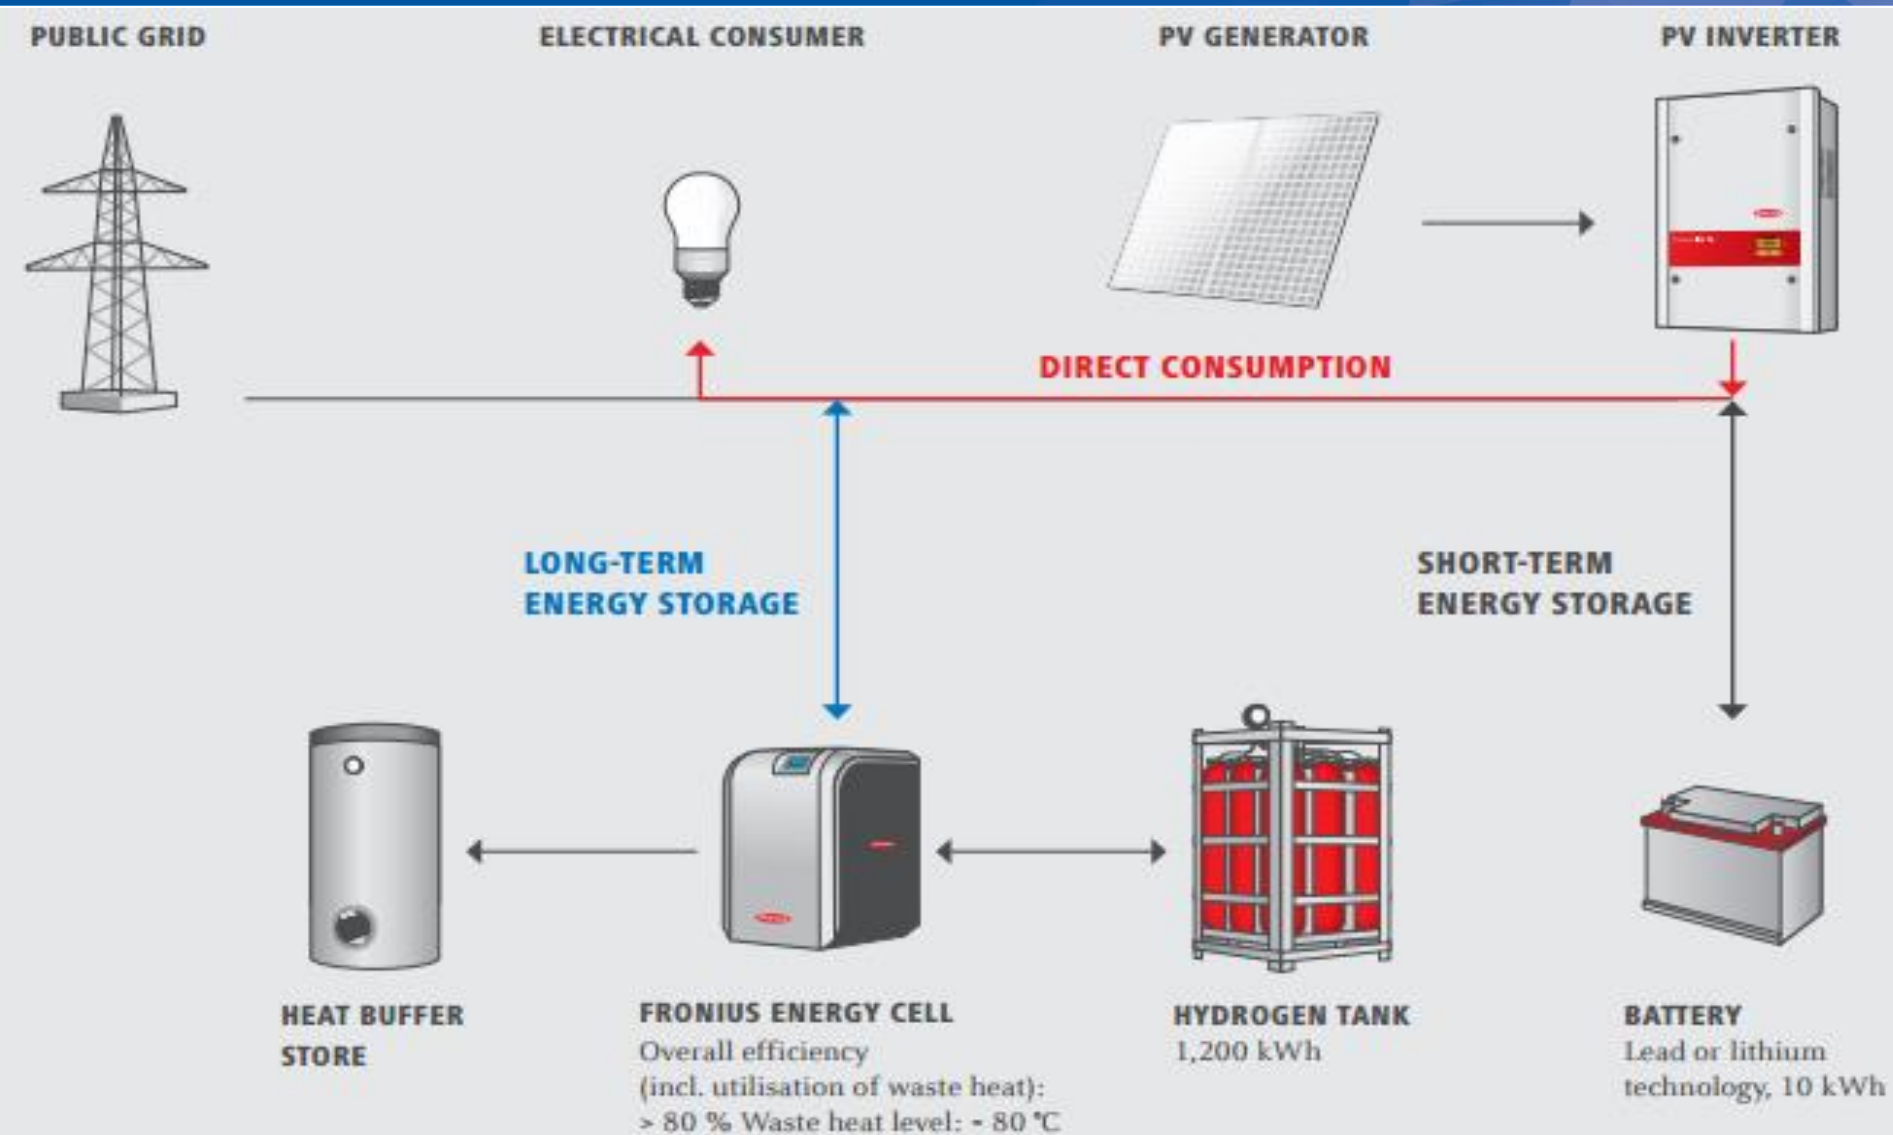 PUBLIC GRID
ELECTRICAL CONSUMER
PV GENERATOR
PV INVERTER
DIRECT CONSUMPTION
LONG-TERM
ENERGY STORAGE
SHORT-TERM
ENERGY STORAGE
HEAT BUFFER
STORE
FRONIUS ENERGY CELL
Overall efficiency
(incl. utilisation of waste heat):
> 80 % Waste heat level: - 80 °C
HYDROGEN TANK
1,200 kWh
BATTERY
Lead or lithium
technology, 10 kWh